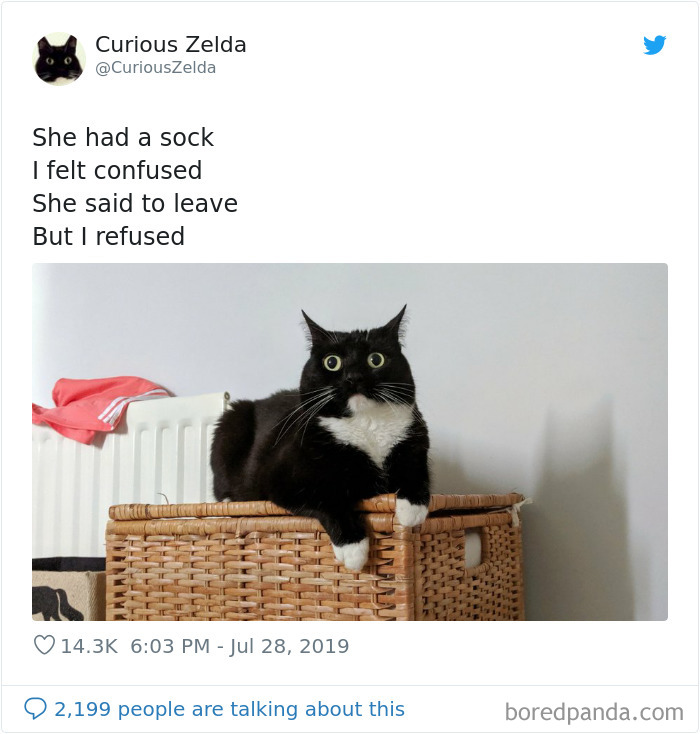 Curious Zelda
@CuriousZelda
She had a sock
I felt confused
She said to leave
But I refused
14.3K 6:03 PM - Jul 28, 2019
2,199 people are talking about this
boredpanda.com